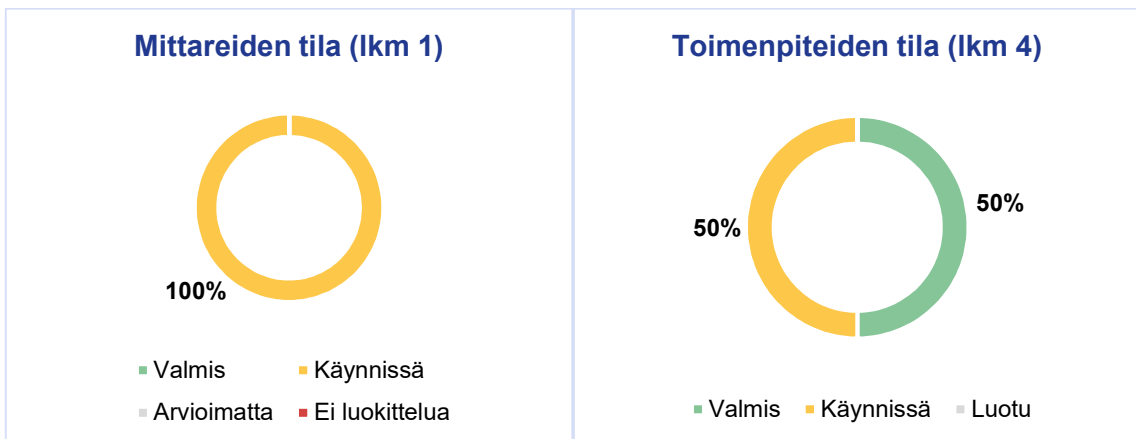 Mittareiden tila (lkm 1)
100%
Valmis
Käynnissä
Arvioimatta
Ei luokittelua
Toimenpiteiden tila (lkm 4)
50%
50%
Valmis
Käynnissä
Luotu